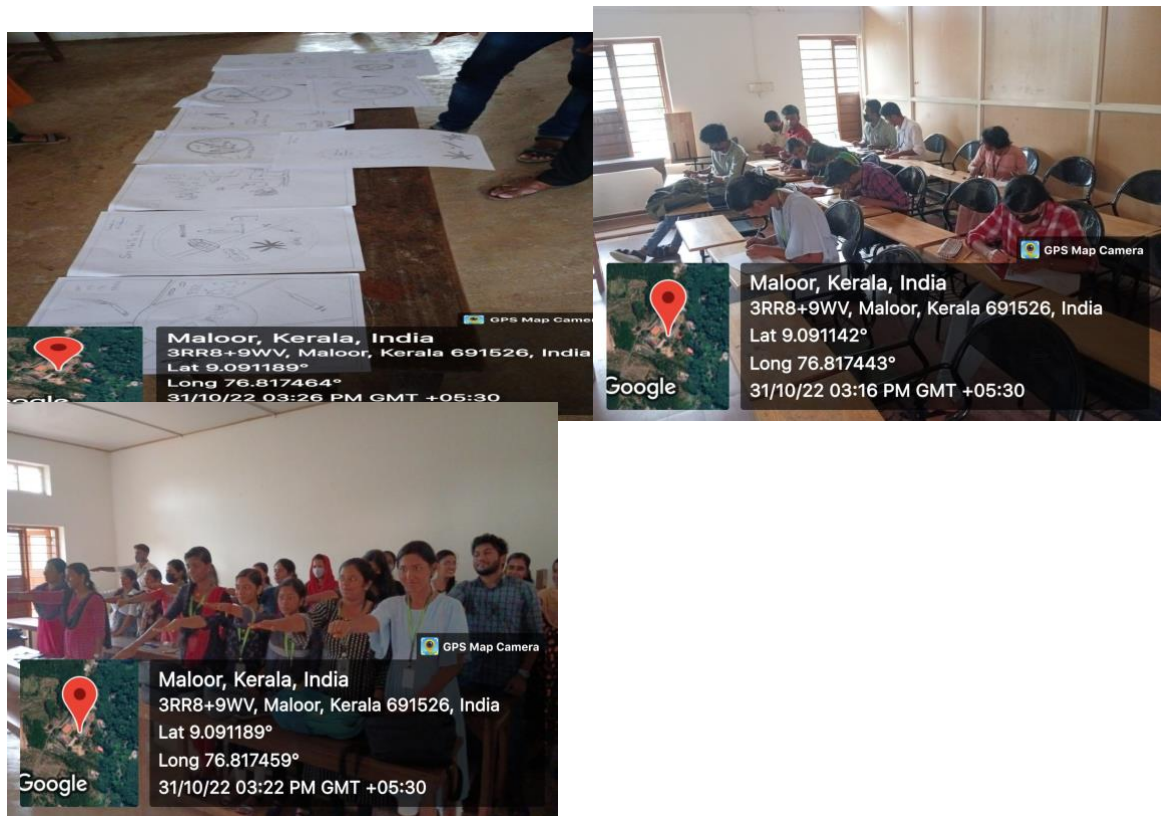 GPS Map Camer
Maloor, Kerala, India
3RR8+9WV, Maloor, Kerala 691526, India
Lat 9.091189°
Long 76.817464°
31/10/22 03:26 PM GMT +05:30
GPS Map Camera
Maloor, Kerala, India
3RR8+9WV, Maloor, Kerala 691526, India
Lat 9.091142°
Long 76.817443°
31/10/22 03:16 PM GMT +05:30
Google
GPS Map Camera
Maloor, Kerala, India
3RR8+9WV, Maloor, Kerala 691526, India
Lat 9.091189°
Long 76.817459°
31/10/22 03:22 PM GMT +05:30
Google